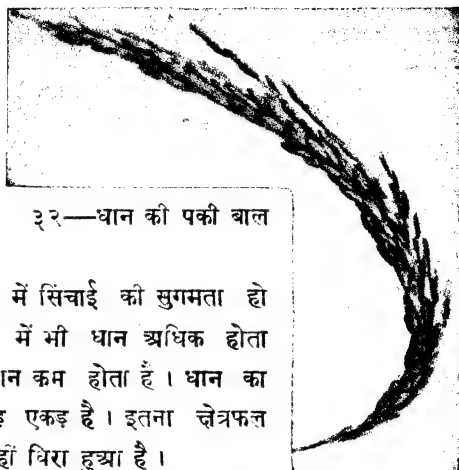 ३२—धान की पकी बाल
में सिंचाई की सुगमता हो
में भी धान अधिक होता
ान कम होता है । धान का
एकड़ है । इतना क्षेत्रफल
घिरा हुआ है ।